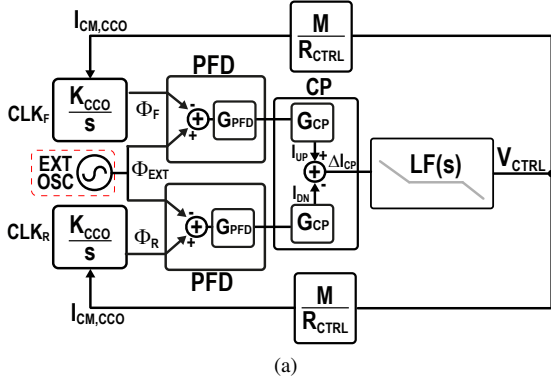 I_CM,CCO
M
R_CTRL
PFD
CP
CLK_F
K_CCO
s
Φ_F
-
+
G_PFD
G_CP
EXT
OSC
Φ_EXT
I_UP
+
ΔI_CP
LF(s)
V_CTRL
+
-
I_DN
CLK_R
K_CCO
s
Φ_R
-
+
+
G_PFD
G_CP
PFD
I_CM,CCO
M
R_CTRL
(a)